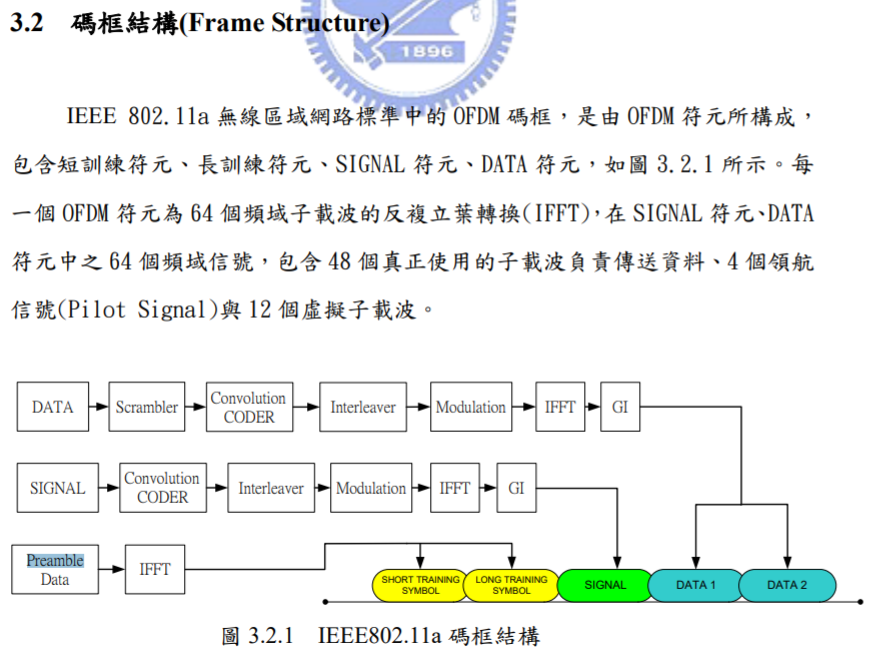 3.2 碼框結構(Frame Structure)
1896
IEEE 802.11a 無線區域網路標準中的 OFDM 碼框，是由 OFDM 符元所構成，
包含短訓練符元、長訓練符元、SIGNAL 符元、DATA 符元，如圖 3.2.1 所示。每
一個 OFDM 符元為 64 個頻域子載波的反複立葉轉換(IFFT)，在 SIGNAL 符元、DATA
符元中之 64 個頻域信號，包含 48 個真正使用的子載波負責傳送資料、4 個領航
信號(Pilot Signal)與 12 個虛擬子載波。
DATA
Scrambler
Convolution
CODER
Interleaver
Modulation
IFFT
GI
SIGNAL
Convolution
CODER
Interleaver
Modulation
IFFT
GI
Preamble
Data
IFFT
SHORT TRAINING
SYMBOL
LONG TRAINING
SYMBOL
SIGNAL
DATA 1
DATA 2
圖 3.2.1 IEEE802.11a 碼框結構